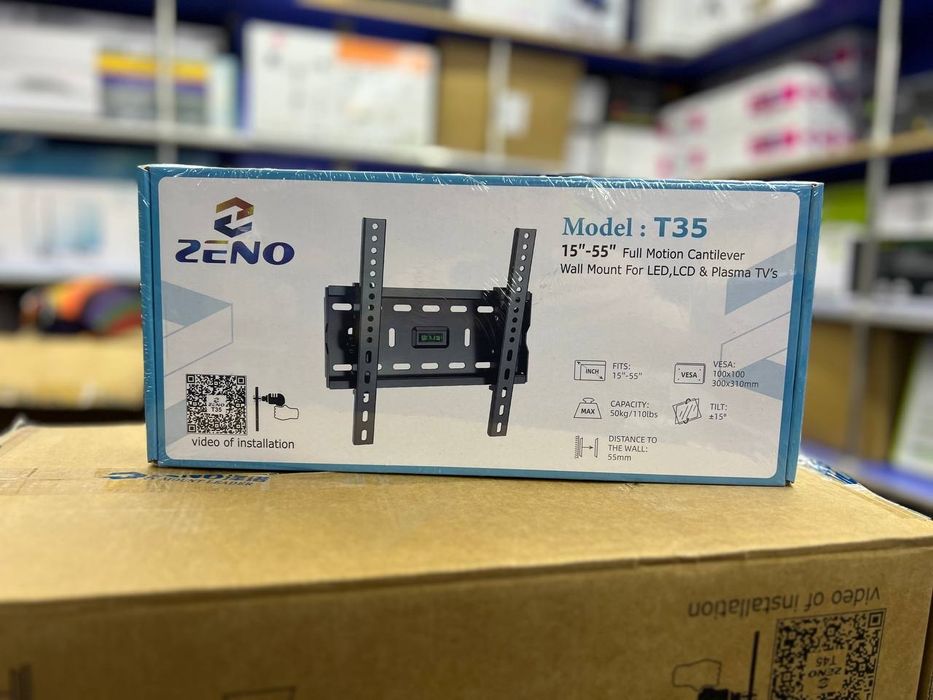 ZENO
Model : T35
15"-55" Full Motion Cantilever
Wall Mount For LED,LCD & Plasma TV's
INCH
FITS:
15"-55"
VESA
VESA:
100x100
300x310mm
MAX
CAPACITY:
50kg/110lbs
TILT:
±15°
DISTANCE TO
THE WALL:
55mm
ZENO
T35
video of installation
video of installation
ZENO
T45